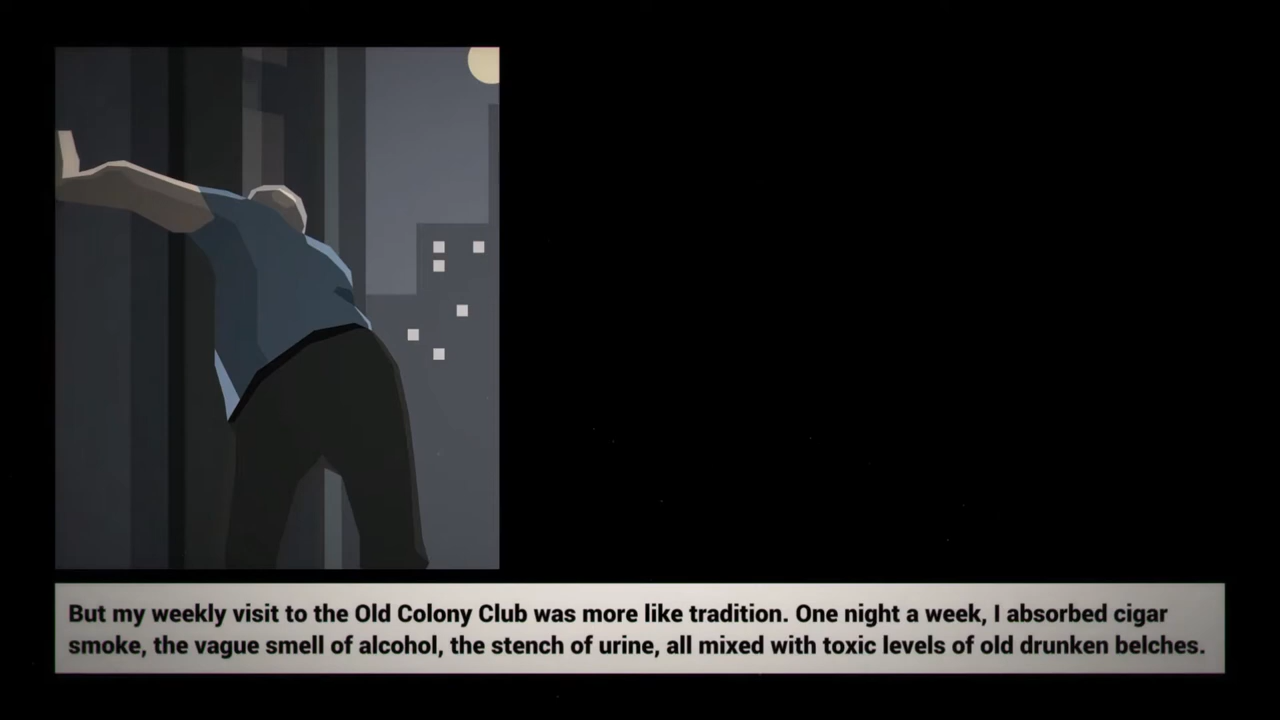 But my weekly visit to the Old Colony Club was more like tradition. One night a week, I absorbed cigar
smoke, the vague smell of alcohol, the stench of urine, all mixed with toxic levels of old drunken belches.